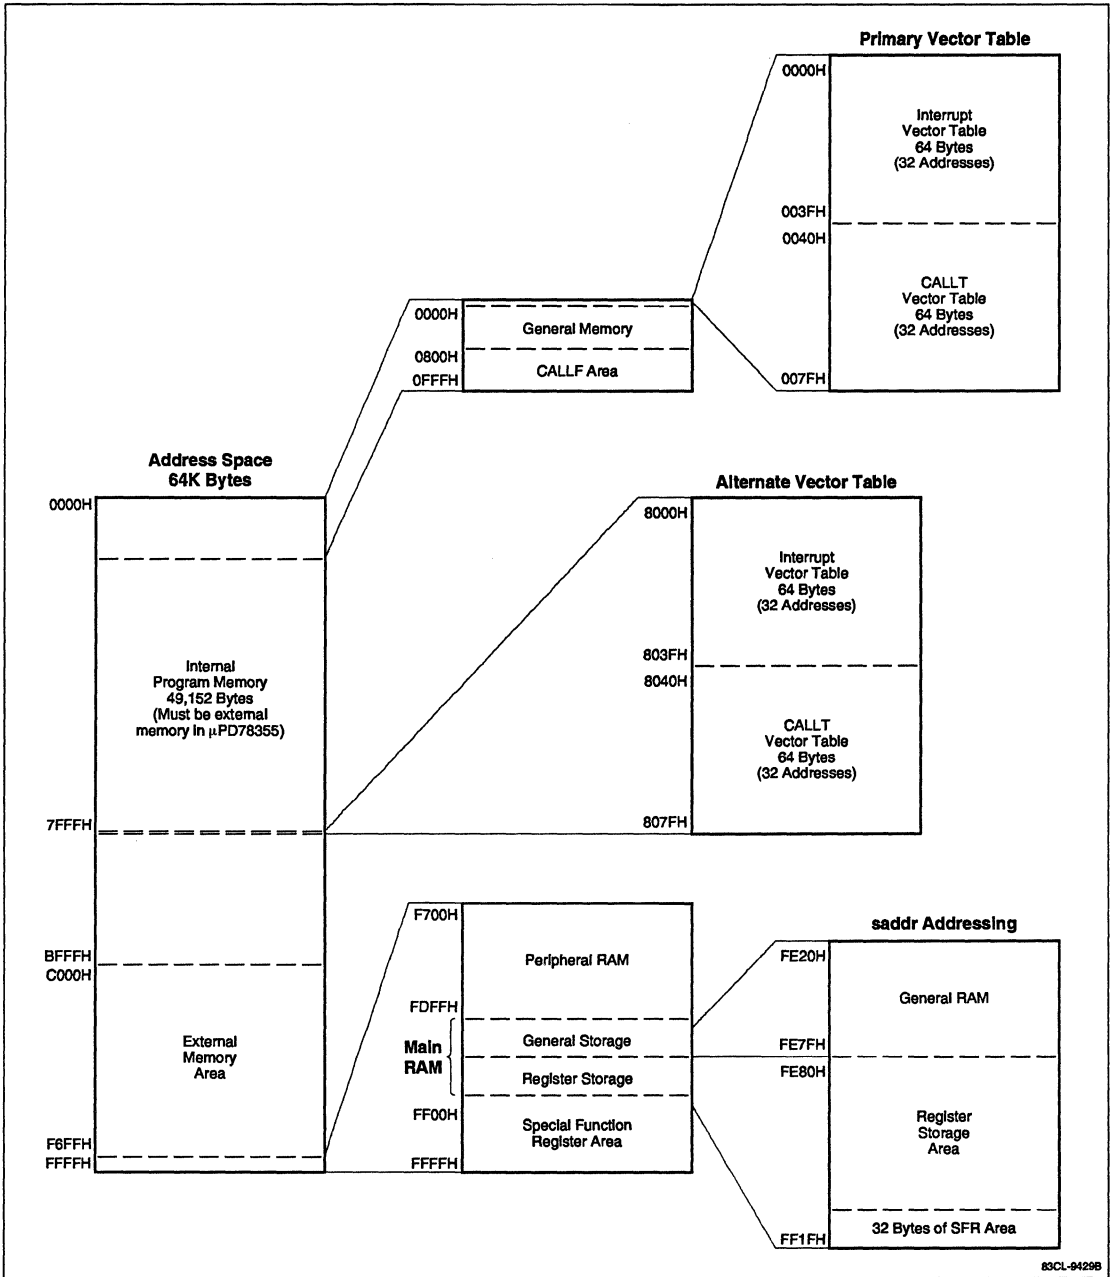 Primary Vector Table
0000H
Interrupt
Vector Table
64 Bytes
(32 Addresses)
003FH
0040H
CALLT
Vector Table
64 Bytes
(32 Addresses)
007FH
0000H
General Memory
0800H
CALLF Area
0FFFH
Address Space
64K Bytes
0000H
Internal
Program Memory
49,152 Bytes
(Must be external
memory in μPD78355)
7FFFH
BFFFH
C000H
External
Memory
Area
F6FFH
FFFFH
Alternate Vector Table
8000H
Interrupt
Vector Table
64 Bytes
(32 Addresses)
803FH
8040H
CALLT
Vector Table
64 Bytes
(32 Addresses)
807FH
F700H
Peripheral RAM
FDFFH
Main
RAM
General Storage
Register Storage
FF00H
Special Function
Register Area
FFFFH
saddr Addressing
FE20H
General RAM
FE7FH
FE80H
Register
Storage
Area
32 Bytes of SFR Area
FF1FH
83CL-9429B